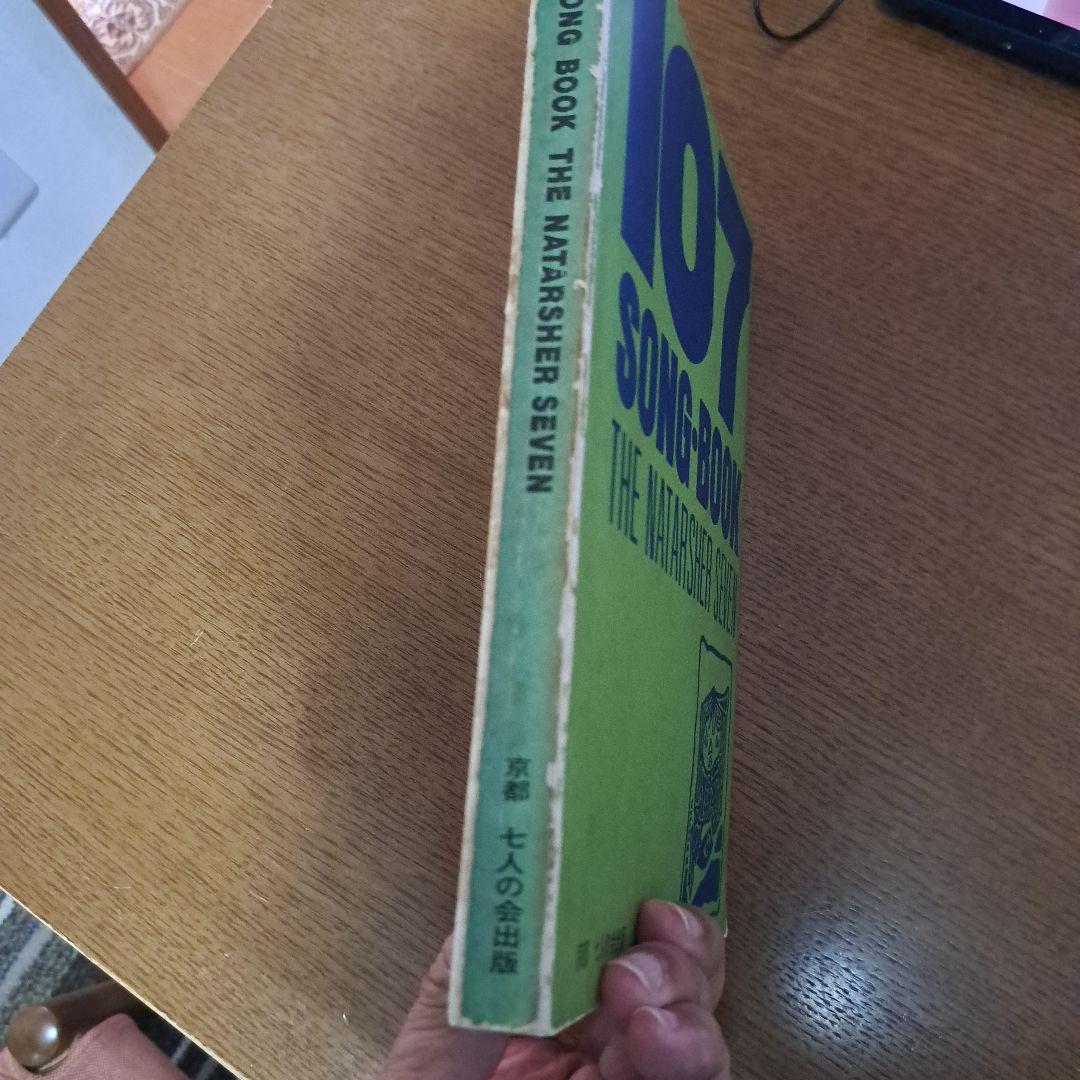 ONG BOOK THE NATARSHER SEVEN
京都 七人の会出版
107
SONG·BOOK
THE NATARSHER SEVEN